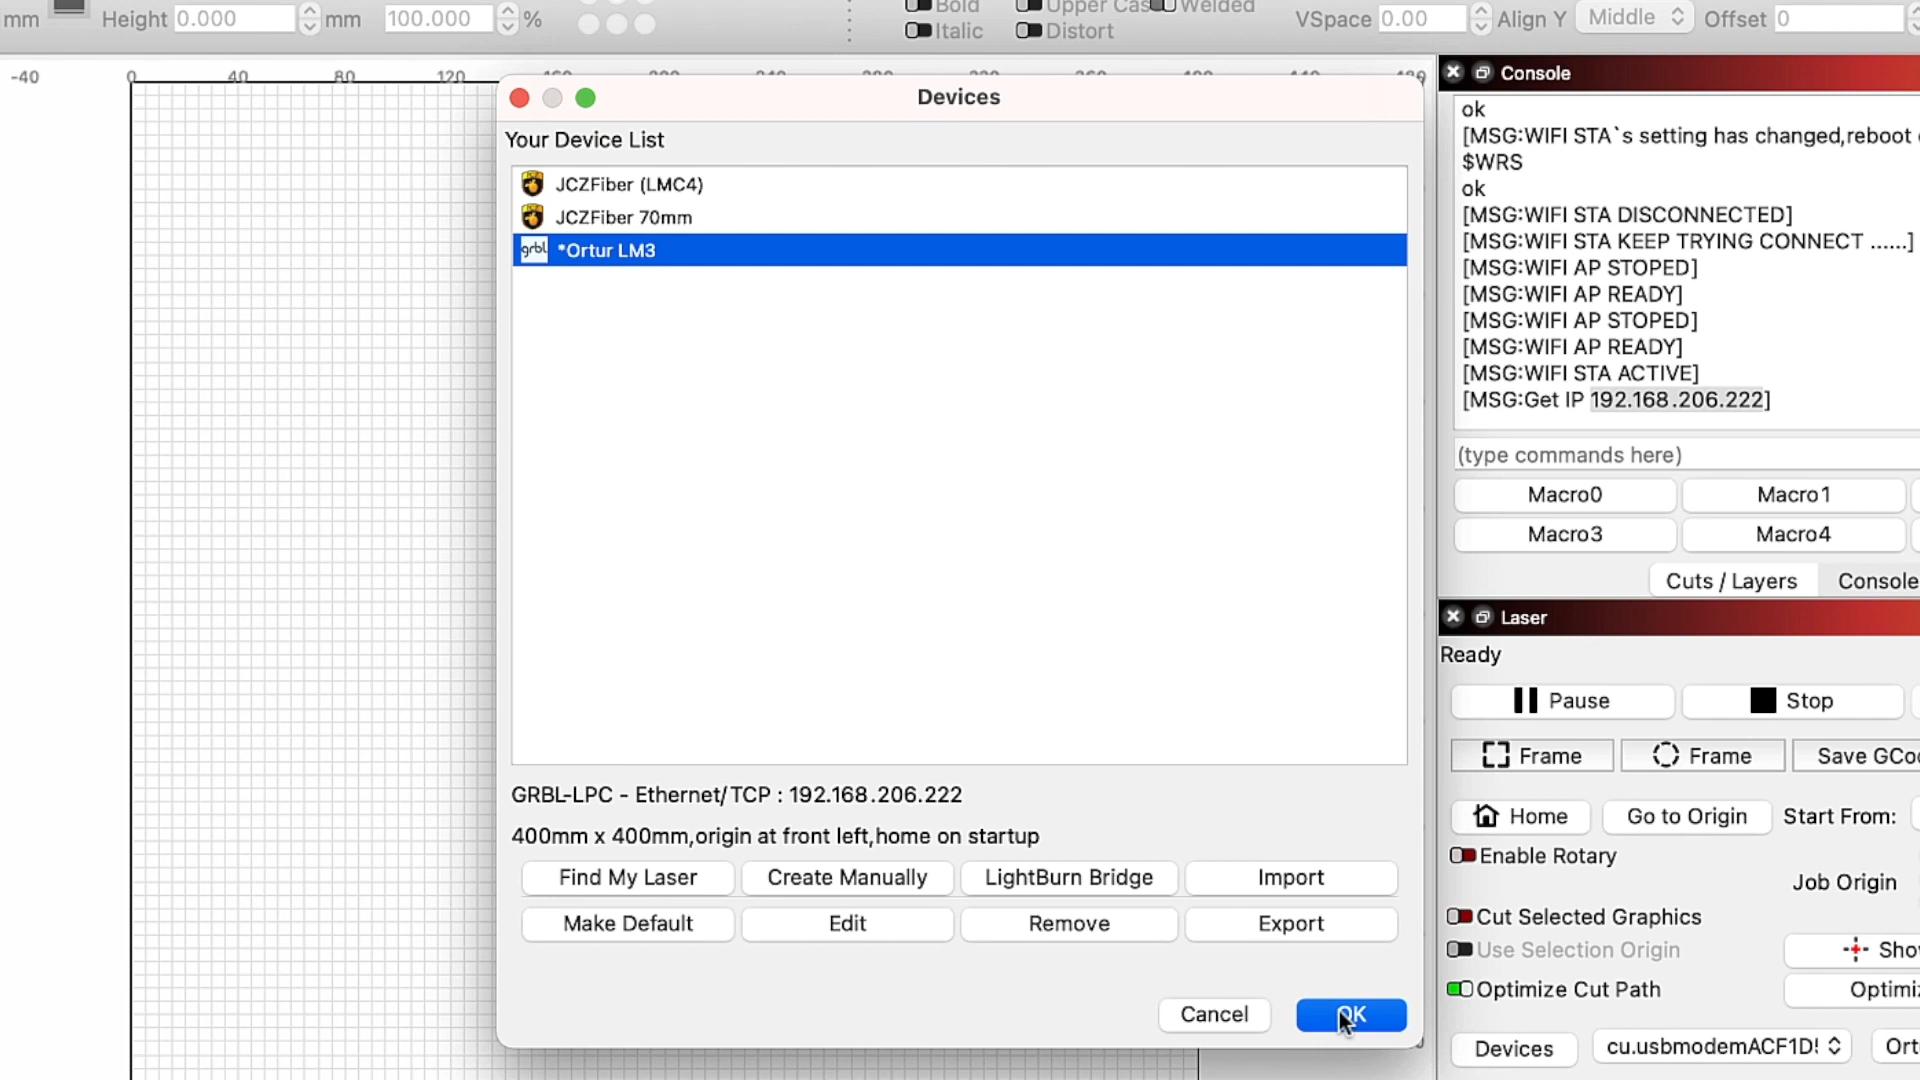 mm Height 0.000 mm 100.000 %
Bold Upper Cas Welded
Italic Distort
VSpace 0.00 Align Y Middle Offset 0
-40 0 40 80 120
Devices
Your Device List
JCZFiber (LMC4)
JCZFiber 70mm
grbl *Ortur LM3
GRBL-LPC - Ethernet/TCP : 192.168.206.222
400mm x 400mm,origin at front left,home on startup
Find My Laser Create Manually LightBurn Bridge Import
Make Default Edit Remove Export
Cancel OK
Console
ok
[MSG:WIFI STA`s setting has changed,reboot
$WRS
ok
[MSG:WIFI STA DISCONNECTED]
[MSG:WIFI STA KEEP TRYING CONNECT ......]
[MSG:WIFI AP STOPED]
[MSG:WIFI AP READY]
[MSG:WIFI AP STOPED]
[MSG:WIFI AP READY]
[MSG:WIFI STA ACTIVE]
[MSG:Get IP 192.168.206.222]
(type commands here)
Macro0 Macro1
Macro3 Macro4
Cuts / Layers Console
Laser
Ready
Pause Stop
Frame Frame Save GCo
Home Go to Origin Start From:
Enable Rotary
Job Origin
Cut Selected Graphics
Use Selection Origin Sho
Optimize Cut Path Optimi
Devices cu.usbmodemACF1D! Ort